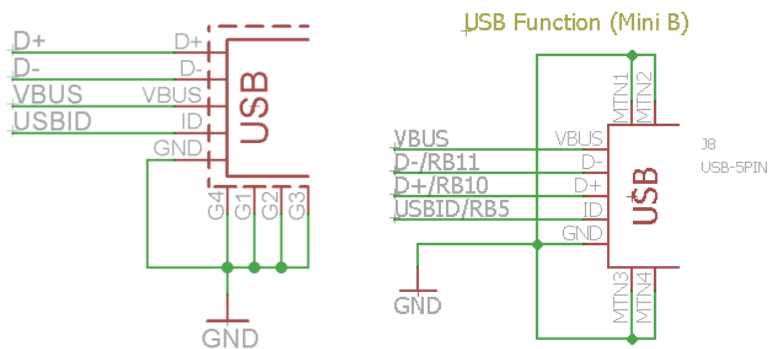 USB Function (Mini B)
D+
D+
D-
D-
VBUS
VBUS
USBID
ID
GND
USB
G4
G1
G2
G3
GND
MTN1
MTN2
VBUS
VBUS
D-/RB11
D-
D+/RB10
D+
USBID/RB5
ID
GND
USB
J8
USB-5PIN
MTN3
MTN4
GND